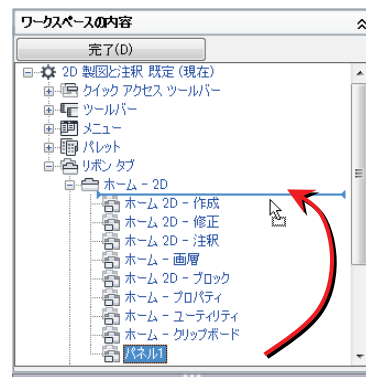 ワークスペースの内容
完了(D)
2D 製図と注釈 既定 (現在)
クイック アクセス ツールバー
ツールバー
メニュー
パレット
リボン タブ
ホーム - 2D
ホーム 2D - 作成
ホーム 2D - 修正
ホーム 2D - 注釈
ホーム - 画層
ホーム 2D - ブロック
ホーム - プロパティ
ホーム - ユーティリティ
ホーム - クリップボード
パネル1